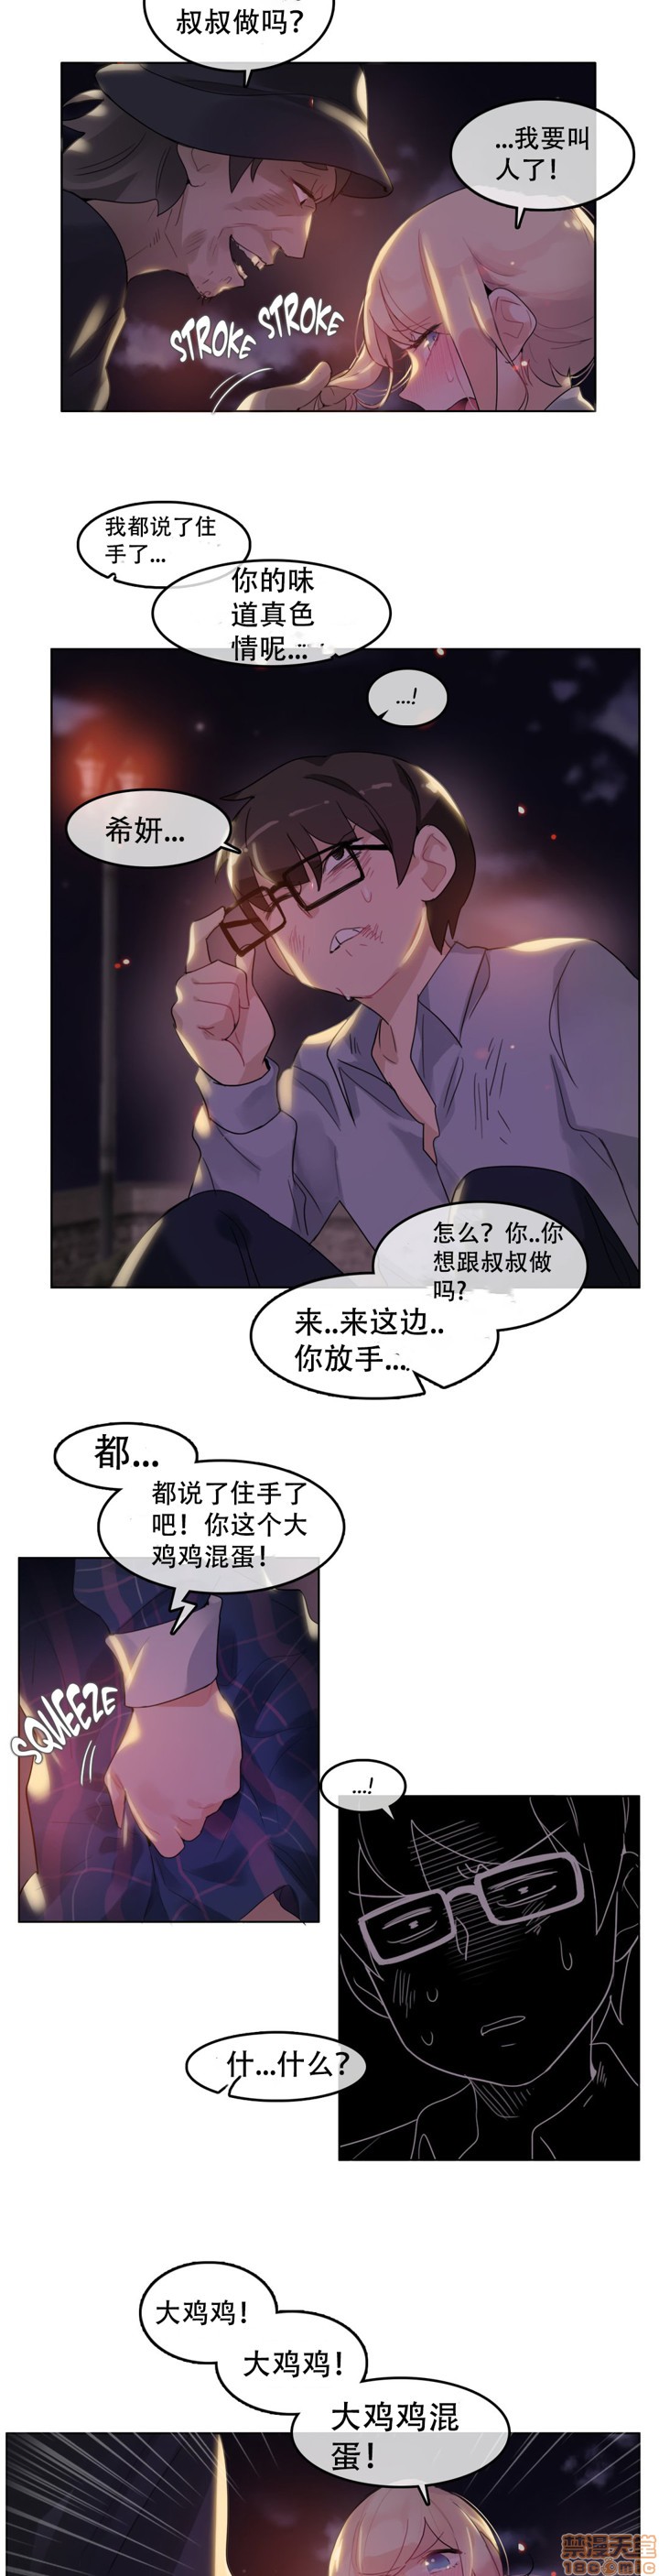 叔叔做吗？
...我要叫
人了！
STROKE STROKE
我都说了住
手了...
你的味
道真色
情呢...
...!
希妍...
怎么？你..你
想跟叔叔做
吗？
来..来这边..
你放手...
都...
都说了住手了
吧！你这个大
鸡鸡混蛋！
SQUEEZE
...!
什...什么？
大鸡鸡！
大鸡鸡！
大鸡鸡混
蛋！
禁漫天堂